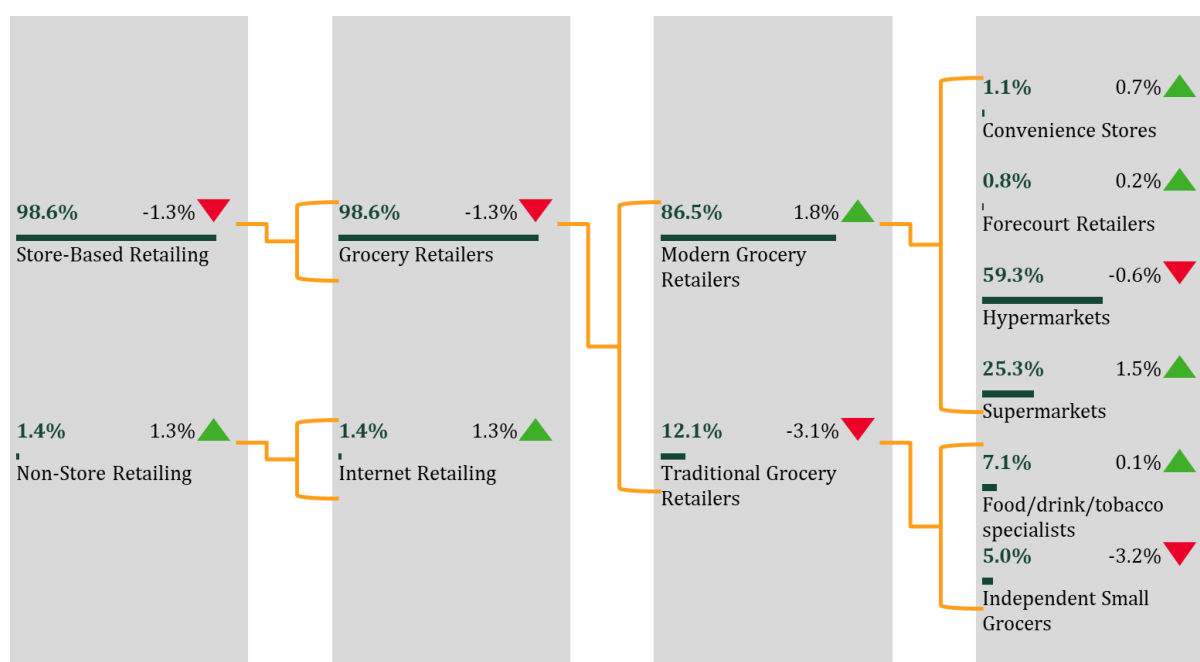 98.6% -1.3%
Store-Based Retailing
1.4% 1.3%
Non-Store Retailing
98.6% -1.3%
Grocery Retailers
1.4% 1.3%
Internet Retailing
86.5% 1.8%
Modern Grocery
Retailers
12.1% -3.1%
Traditional Grocery
Retailers
1.1% 0.7%
Convenience Stores
0.8% 0.2%
Forecourt Retailers
59.3% -0.6%
Hypermarkets
25.3% 1.5%
Supermarkets
7.1% 0.1%
Food/drink/tobacco
specialists
5.0% -3.2%
Independent Small
Grocers